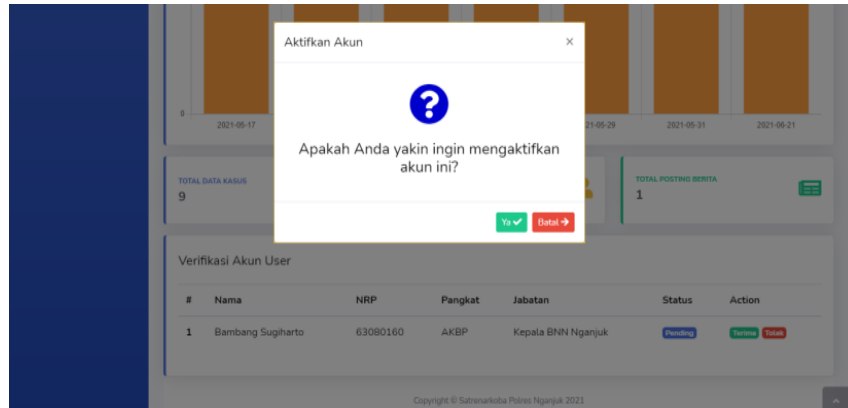 Aktifkan Akun ×
Apakah Anda yakin ingin mengaktifkan
akun ini?
Ya
Batal
0
2021-05-17
21-05-29
2021-05-31
2021-06-21
TOTAL DATA KASUS
9
TOTAL POSTING BERITA
1
Verifikasi Akun User
# Nama NRP Pangkat Jabatan Status Action
1 Bambang Sugiharto 63080160 AKBP Kepala BNN Nganjuk Pending Terima Tolak
Copyright © Satrenarkoba Polres Nganjuk 2021